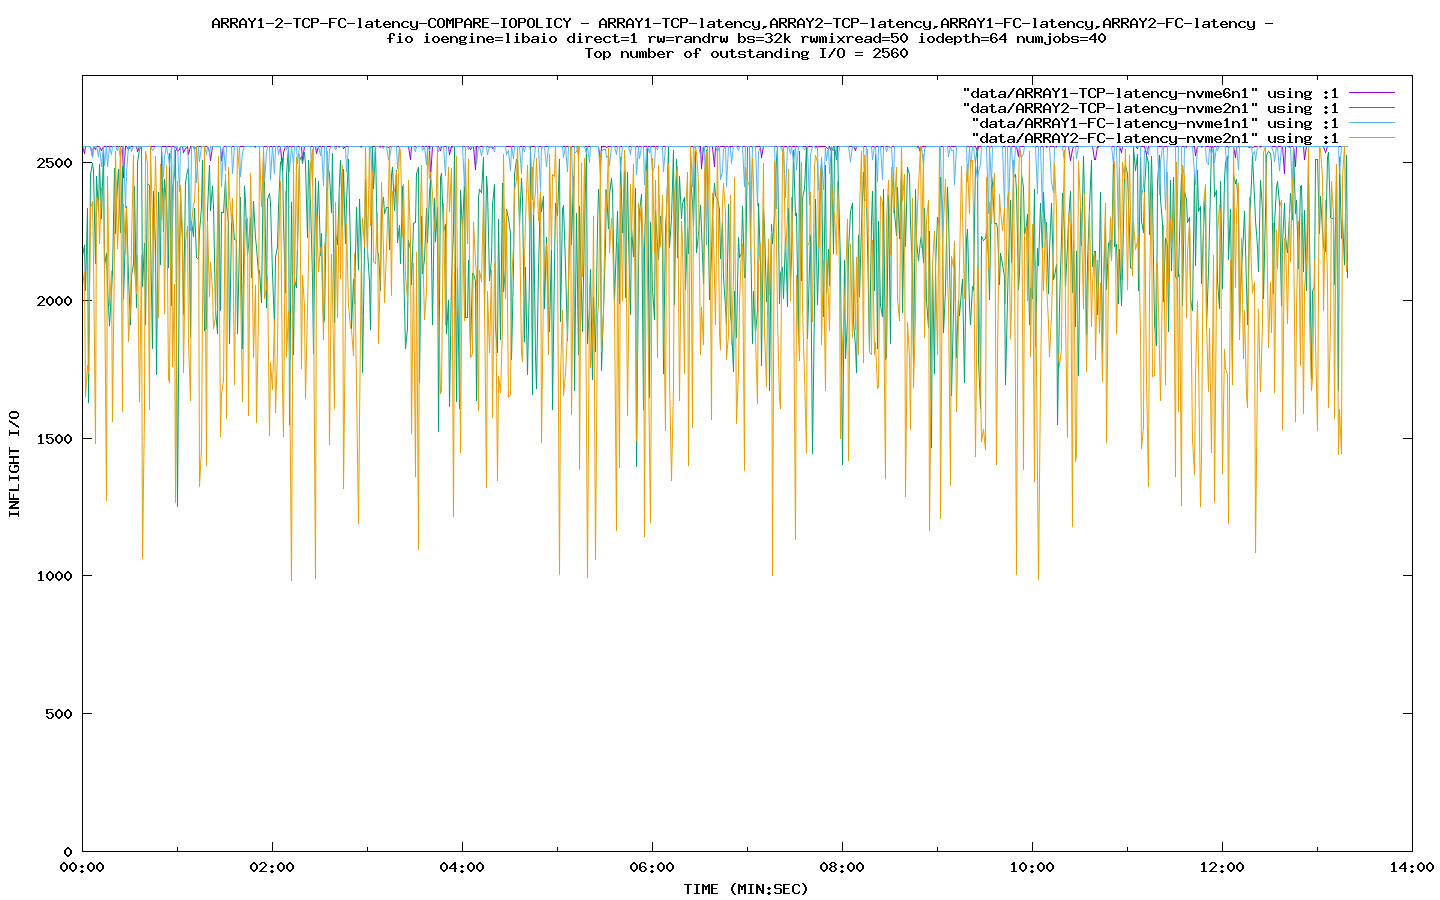 ARRAY1-2-TCP-FC-latency-COMPARE-IOPOLICY - ARRAY1-TCP-latency,ARRAY2-TCP-latency,ARRAY1-FC-latency,ARRAY2-FC-latency -
fio ioengine=libaio direct=1 rw=randrw bs=32k rwmixread=50 iodepth=64 numjobs=40
Top number of outstanding I/O = 2560
"data/ARRAY1-TCP-latency-nvme6n1" using :1
"data/ARRAY2-TCP-latency-nvme2n1" using :1
"data/ARRAY1-FC-latency-nvme1n1" using :1
"data/ARRAY2-FC-latency-nvme2n1" using :1
2500
2000
1500
1000
500
0
INFLIGHT I/O
00:00 02:00 04:00 06:00 08:00 10:00 12:00 14:00
TIME (MIN:SEC)